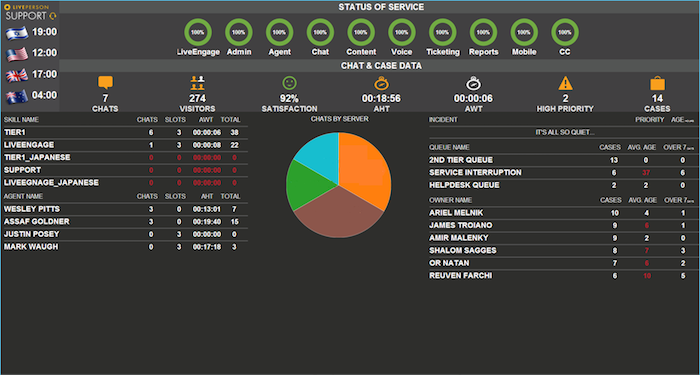 LIVEPERSON
SUPPORT
19:00
12:00
17:00
04:00
STATUS OF SERVICE
100% 100% 100% 100% 100% 100% 100% 100% 100% 100%
LiveEngage Admin Agent Chat Content Voice Ticketing Reports Mobile CC
CHAT & CASE DATA
7 274 92% 00:18:56 00:00:06 2 14
CHATS VISITORS SATISFACTION AHT AWT HIGH PRIORITY CASES
SKILL NAME CHATS SLOTS AWT TOTAL
TIER1 6 3 00:00:06 38
LIVEENGAGE 1 3 00:00:08 22
TIER1_JAPANESE 0 0 00:00:00 0
SUPPORT 0 0 00:00:00 0
LIVEEGNAGE_JAPANESE 0 0 00:00:00 0
AGENT NAME CHATS SLOTS AHT TOTAL
WESLEY PITTS 3 0 00:13:01 7
ASSAF GOLDNER 3 0 00:19:40 15
JUSTIN POSEY 0 3 00:00:00 0
MARK WAUGH 0 3 00:17:18 3
CHATS BY SERVER
INCIDENT PRIORITY AGE
IT'S ALL SO QUIET...
QUEUE NAME CASES AVG. AGE OVER 7
2ND TIER QUEUE 13 0 0
SERVICE INTERRUPTION 6 37 6
HELPDESK QUEUE 2 2 0
OWNER NAME CASES AVG. AGE OVER 7
ARIEL MELNIK 10 4 1
JAMES TROIANO 9 1
AMIR MALENKY 9 2 0
SHALOM SAGGES 8 7 3
OR NATAN 7 2
REUVEN FARCHI 6 10 5